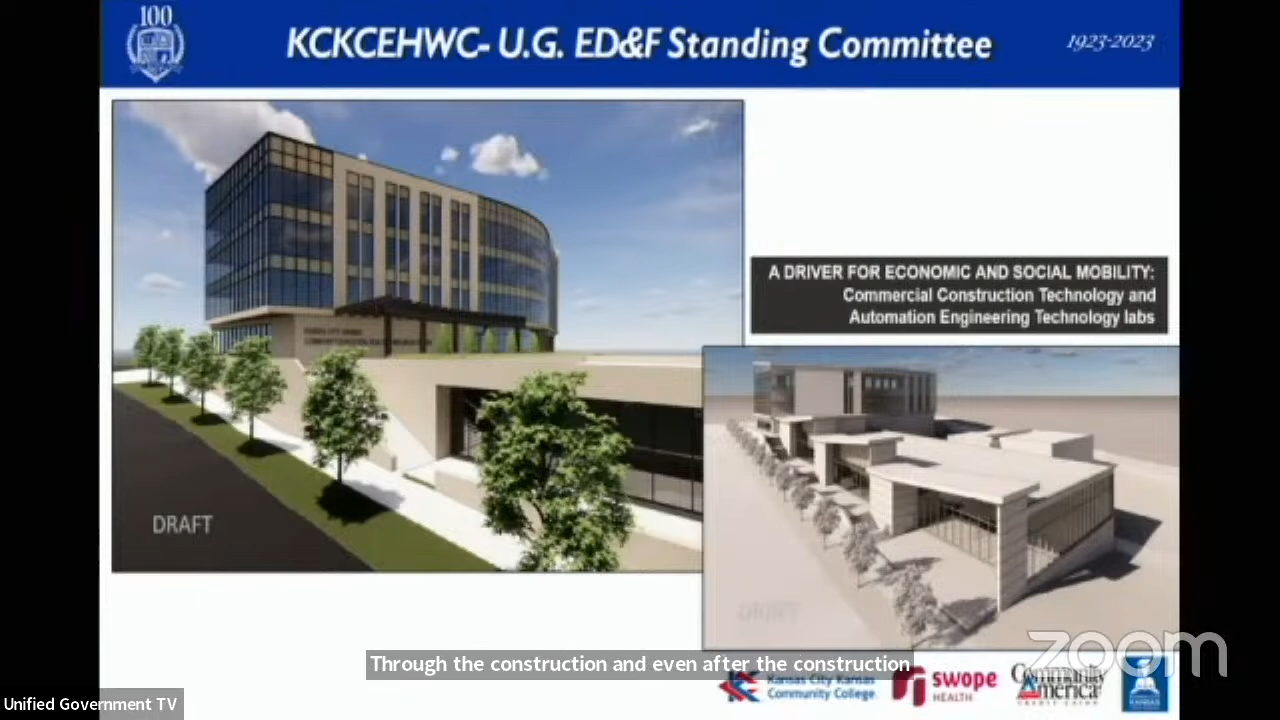 100
KCKCEHWC- U.G. ED&F Standing Committee
1923-2023
A DRIVER FOR ECONOMIC AND SOCIAL MOBILITY:
Commercial Construction Technology and
Automation Engineering Technology labs
DRAFT
DRAFT
Through the construction and even after the construction
zoom
Kansas City Kansas
Community College
swope
HEALTH
Community
America
CREDIT UNION
Unified Government TV